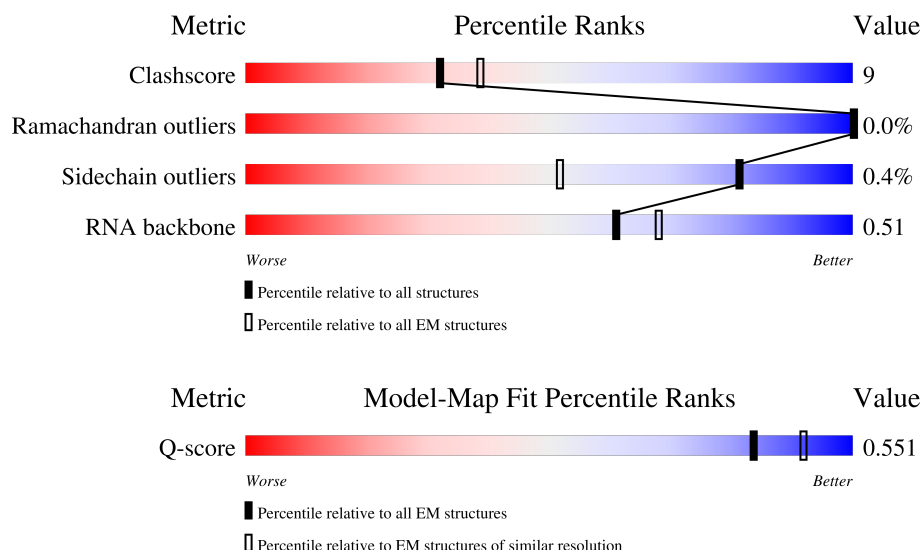 Metric Percentile Ranks Value
Clashscore 9
Ramachandran outliers 0.0%
Sidechain outliers 0.4%
RNA backbone 0.51
Worse Better
Percentile relative to all structures
Percentile relative to all EM structures
Metric Model-Map Fit Percentile Ranks Value
Q-score 0.551
Worse Better
Percentile relative to all EM structures
Percentile relative to EM structures of similar resolution